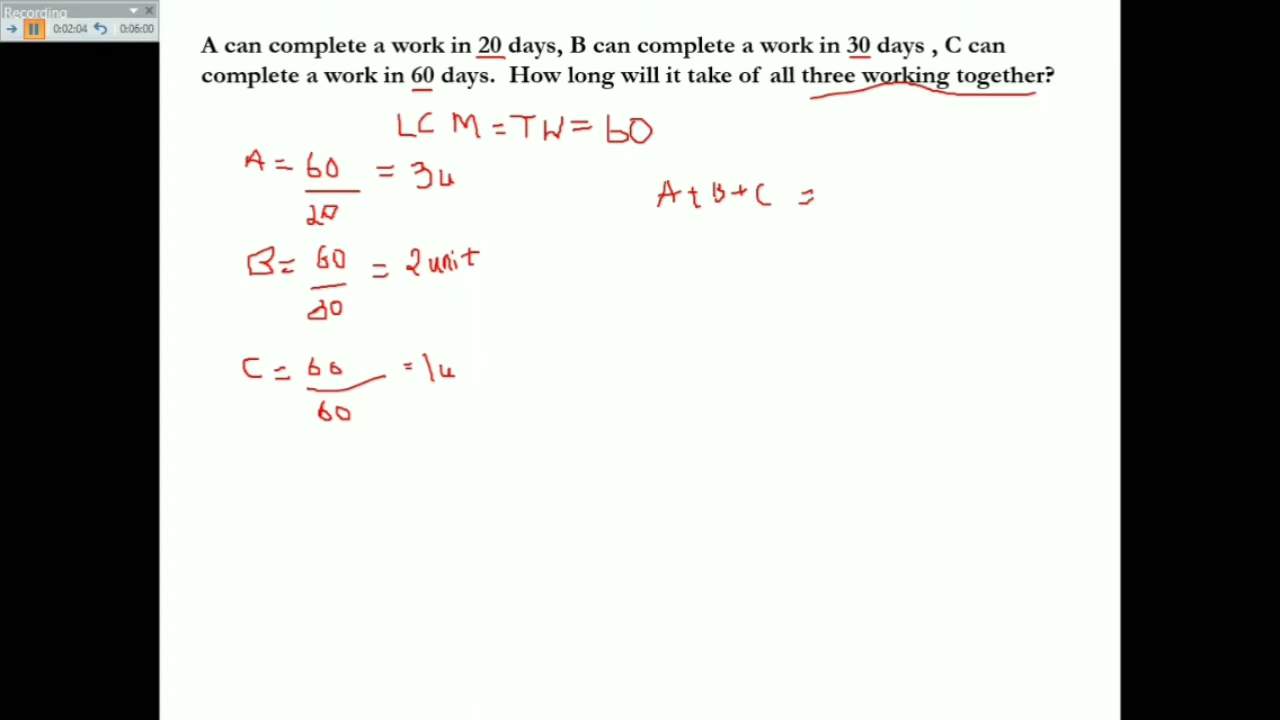 Recording
0:02:04 0:06:00
A can complete a work in 20 days, B can complete a work in 30 days , C can
complete a work in 60 days. How long will it take of all three working together?
LCM = TW = 60
A = 60/20 = 3u
A + B + C =
B = 60/30 = 2 unit
C = 60/60 = 1u